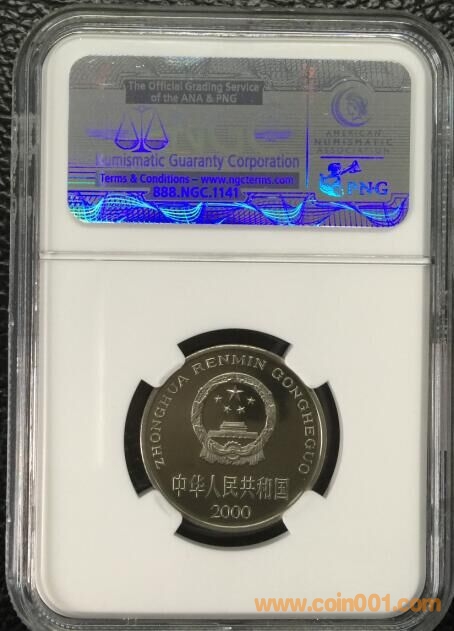 The Official Grading Service
of the ANA & PNG
NGC
Numismatic Guaranty Corporation
Terms & Conditions – www.ngcterms.com
888.NGC.1141
AMERICAN
NUMISMATIC
ASSOCIATION
PNG
ZHONGHUA RENMIN GONGHEGUO
中华人民共和国
2000
www.coin001.com